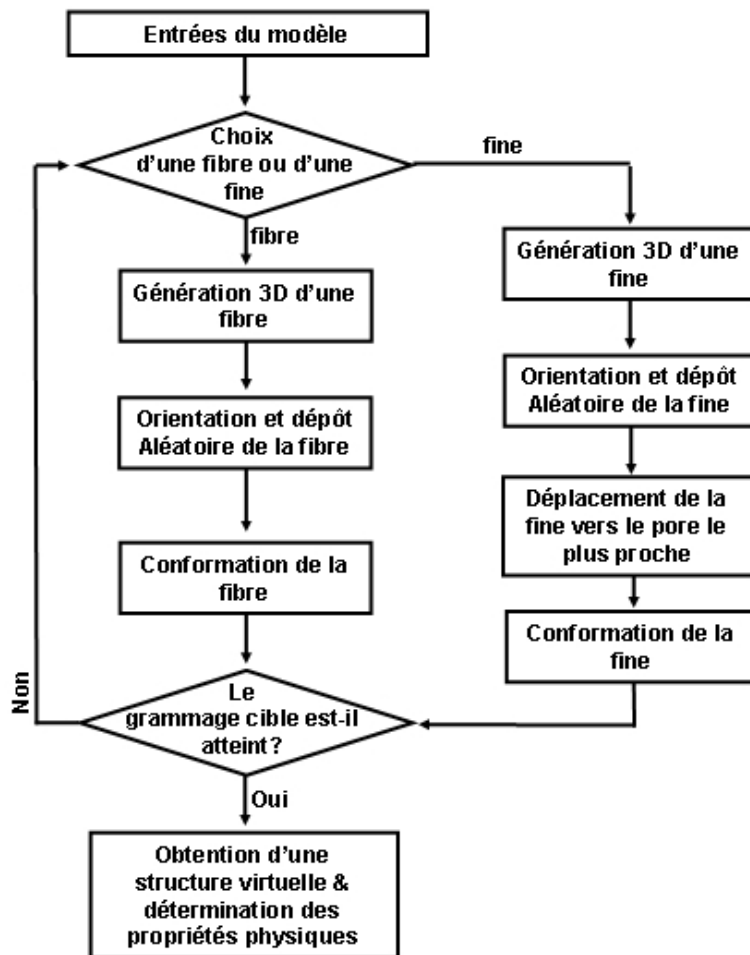 Entrées du modèle
Choix
d'une fibre ou d'une
fine
fine
fibre
Génération 3D d'une
fibre
Génération 3D d'une
fine
Orientation et dépôt
Aléatoire de la fibre
Orientation et dépôt
Aléatoire de la fine
Déplacement de la
fine vers le pore le
plus proche
Conformation de la
fibre
Conformation de la
fine
Le
grammage cible est-il
atteint?
Non
Oui
Obtention d'une
structure virtuelle &
détermination des
propriétés physiques